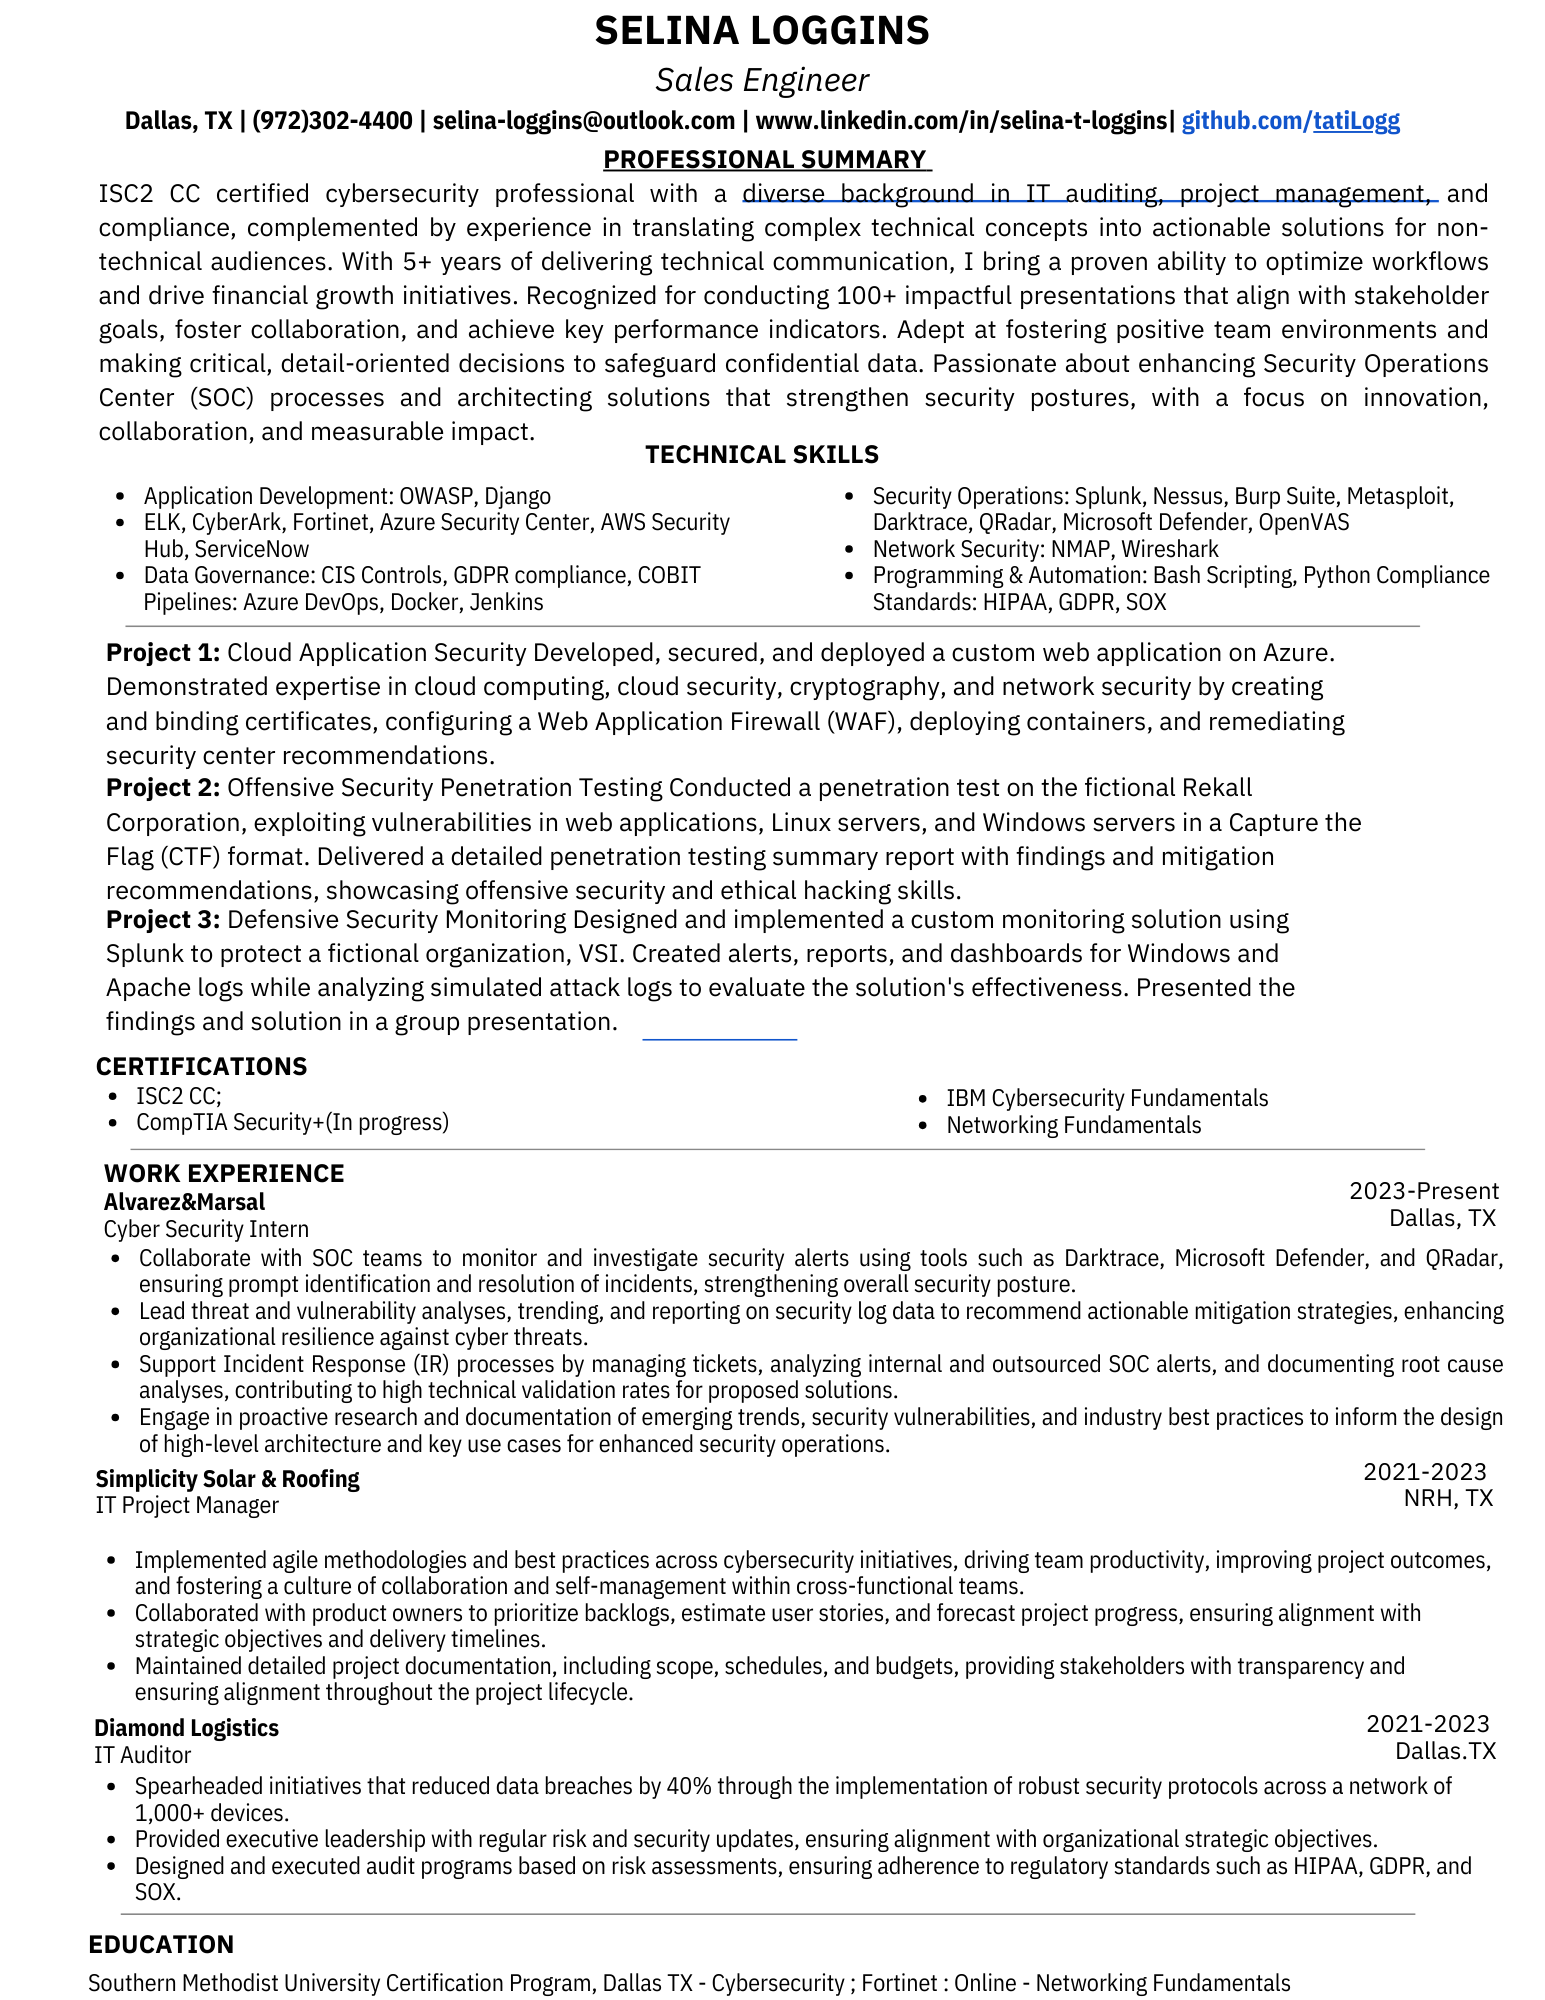 SELINA LOGGINS
Sales Engineer
Dallas, TX | (972)302-4400 | selina-loggins@outlook.com | www.linkedin.com/in/selina-t-loggins| github.com/tatiLogg
PROFESSIONAL SUMMARY
ISC2 CC certified cybersecurity professional with a diverse background in IT auditing, project management, and
compliance, complemented by experience in translating complex technical concepts into actionable solutions for non-
technical audiences. With 5+ years of delivering technical communication, I bring a proven ability to optimize workflows
and drive financial growth initiatives. Recognized for conducting 100+ impactful presentations that align with stakeholder
goals, foster collaboration, and achieve key performance indicators. Adept at fostering positive team environments and
making critical, detail-oriented decisions to safeguard confidential data. Passionate about enhancing Security Operations
Center (SOC) processes and architecting solutions that strengthen security postures, with a focus on innovation,
collaboration, and measurable impact.
TECHNICAL SKILLS
• Application Development: OWASP, Django
• ELK, CyberArk, Fortinet, Azure Security Center, AWS Security
Hub, ServiceNow
• Data Governance: CIS Controls, GDPR compliance, COBIT
Pipelines: Azure DevOps, Docker, Jenkins
• Security Operations: Splunk, Nessus, Burp Suite, Metasploit,
Darktrace, QRadar, Microsoft Defender, OpenVAS
• Network Security: NMAP, Wireshark
• Programming & Automation: Bash Scripting, Python Compliance
Standards: HIPAA, GDPR, SOX
Project 1: Cloud Application Security Developed, secured, and deployed a custom web application on Azure.
Demonstrated expertise in cloud computing, cloud security, cryptography, and network security by creating
and binding certificates, configuring a Web Application Firewall (WAF), deploying containers, and remediating
security center recommendations.
Project 2: Offensive Security Penetration Testing Conducted a penetration test on the fictional Rekall
Corporation, exploiting vulnerabilities in web applications, Linux servers, and Windows servers in a Capture the
Flag (CTF) format. Delivered a detailed penetration testing summary report with findings and mitigation
recommendations, showcasing offensive security and ethical hacking skills.
Project 3: Defensive Security Monitoring Designed and implemented a custom monitoring solution using
Splunk to protect a fictional organization, VSI. Created alerts, reports, and dashboards for Windows and
Apache logs while analyzing simulated attack logs to evaluate the solution's effectiveness. Presented the
findings and solution in a group presentation.
CERTIFICATIONS
• ISC2 CC;
• CompTIA Security+(In progress)
• IBM Cybersecurity Fundamentals
• Networking Fundamentals
WORK EXPERIENCE
Alvarez&Marsal
2023-Present
Cyber Security Intern
Dallas, TX
• Collaborate with SOC teams to monitor and investigate security alerts using tools such as Darktrace, Microsoft Defender, and QRadar,
ensuring prompt identification and resolution of incidents, strengthening overall security posture.
• Lead threat and vulnerability analyses, trending, and reporting on security log data to recommend actionable mitigation strategies, enhancing
organizational resilience against cyber threats.
• Support Incident Response (IR) processes by managing tickets, analyzing internal and outsourced SOC alerts, and documenting root cause
analyses, contributing to high technical validation rates for proposed solutions.
• Engage in proactive research and documentation of emerging trends, security vulnerabilities, and industry best practices to inform the design
of high-level architecture and key use cases for enhanced security operations.
Simplicity Solar & Roofing
2021-2023
IT Project Manager
NRH, TX
• Implemented agile methodologies and best practices across cybersecurity initiatives, driving team productivity, improving project outcomes,
and fostering a culture of collaboration and self-management within cross-functional teams.
• Collaborated with product owners to prioritize backlogs, estimate user stories, and forecast project progress, ensuring alignment with
strategic objectives and delivery timelines.
• Maintained detailed project documentation, including scope, schedules, and budgets, providing stakeholders with transparency and
ensuring alignment throughout the project lifecycle.
Diamond Logistics
2021-2023
IT Auditor
Dallas.TX
• Spearheaded initiatives that reduced data breaches by 40% through the implementation of robust security protocols across a network of
1,000+ devices.
• Provided executive leadership with regular risk and security updates, ensuring alignment with organizational strategic objectives.
• Designed and executed audit programs based on risk assessments, ensuring adherence to regulatory standards such as HIPAA, GDPR, and
SOX.
EDUCATION
Southern Methodist University Certification Program, Dallas TX - Cybersecurity ; Fortinet : Online - Networking Fundamentals